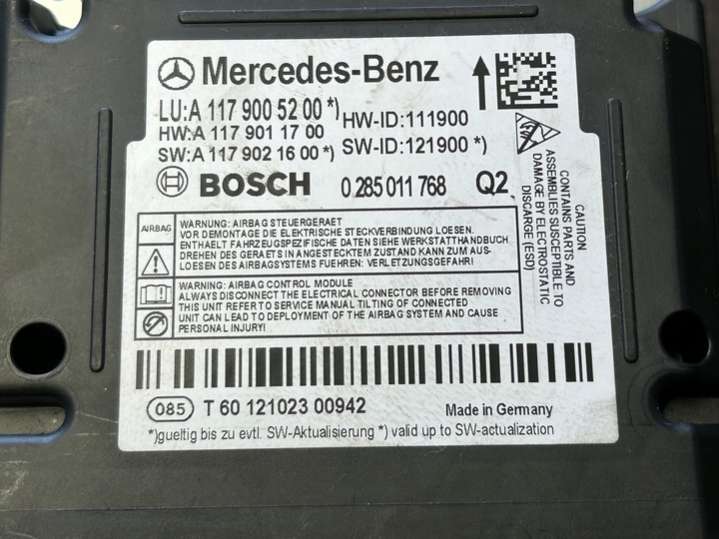 Mercedes-Benz
LU:A 117 900 52 00 *)
HW-ID:111900
HW:A 117 901 17 00
SW:A 117 902 16 00 *)
SW-ID:121900 *)
BOSCH 0 285 011 768 Q2
CAUTION
CONTAINS PARTS AND
ASSEMBLIES SUSCEPTIBLE TO
DAMAGE BY ELECTROSTATIC
DISCHARGE (ESD)
AIRBAG
WARNUNG: AIRBAG STEUERGERAET
VOR DEMONTAGE DIE ELEKTRISCHE STECKVERBINDUNG LOESEN.
ENTHAELT FAHRZEUGSPEZIFISCHE DATEN SIEHE WERKSTATTHANDBUCH
DREHEN DES GERAETS IN ANGESTECKTEM ZUSTAND KANN ZUM AUS-
LOESEN DES AIRBAGSYSTEMS FUEHREN: VERLETZUNGSGEFAHR!
WARNING: AIRBAG CONTROL MODULE
ALWAYS DISCONNECT THE ELECTRICAL CONNECTOR BEFORE REMOVING
THIS UNIT REFER TO SERVICE MANUAL TILTING OF CONNECTED
UNIT CAN LEAD TO DEPLOYMENT OF THE AIRBAG SYSTEM AND CAUSE
PERSONAL INJURY!
085 T 60 121023 00942
Made in Germany
*)gueltig bis zu evtl. SW-Aktualisierung *) valid up to SW-actualization